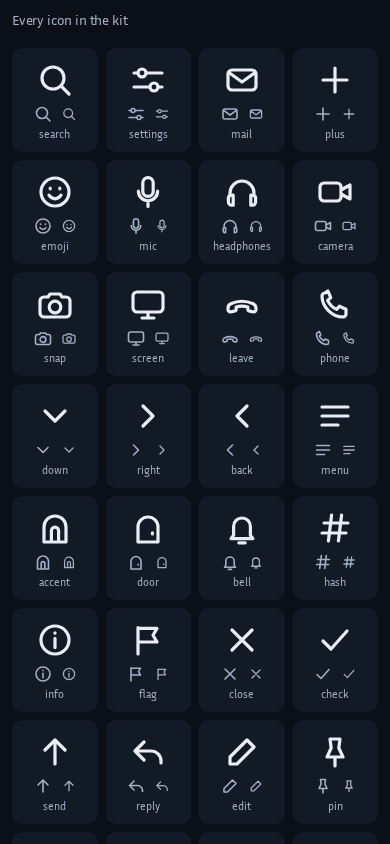 Every icon in the kit
search settings mail plus
emoji mic headphones camera
snap screen leave phone
down right back menu
accent door bell hash
info flag close check
send reply edit pin